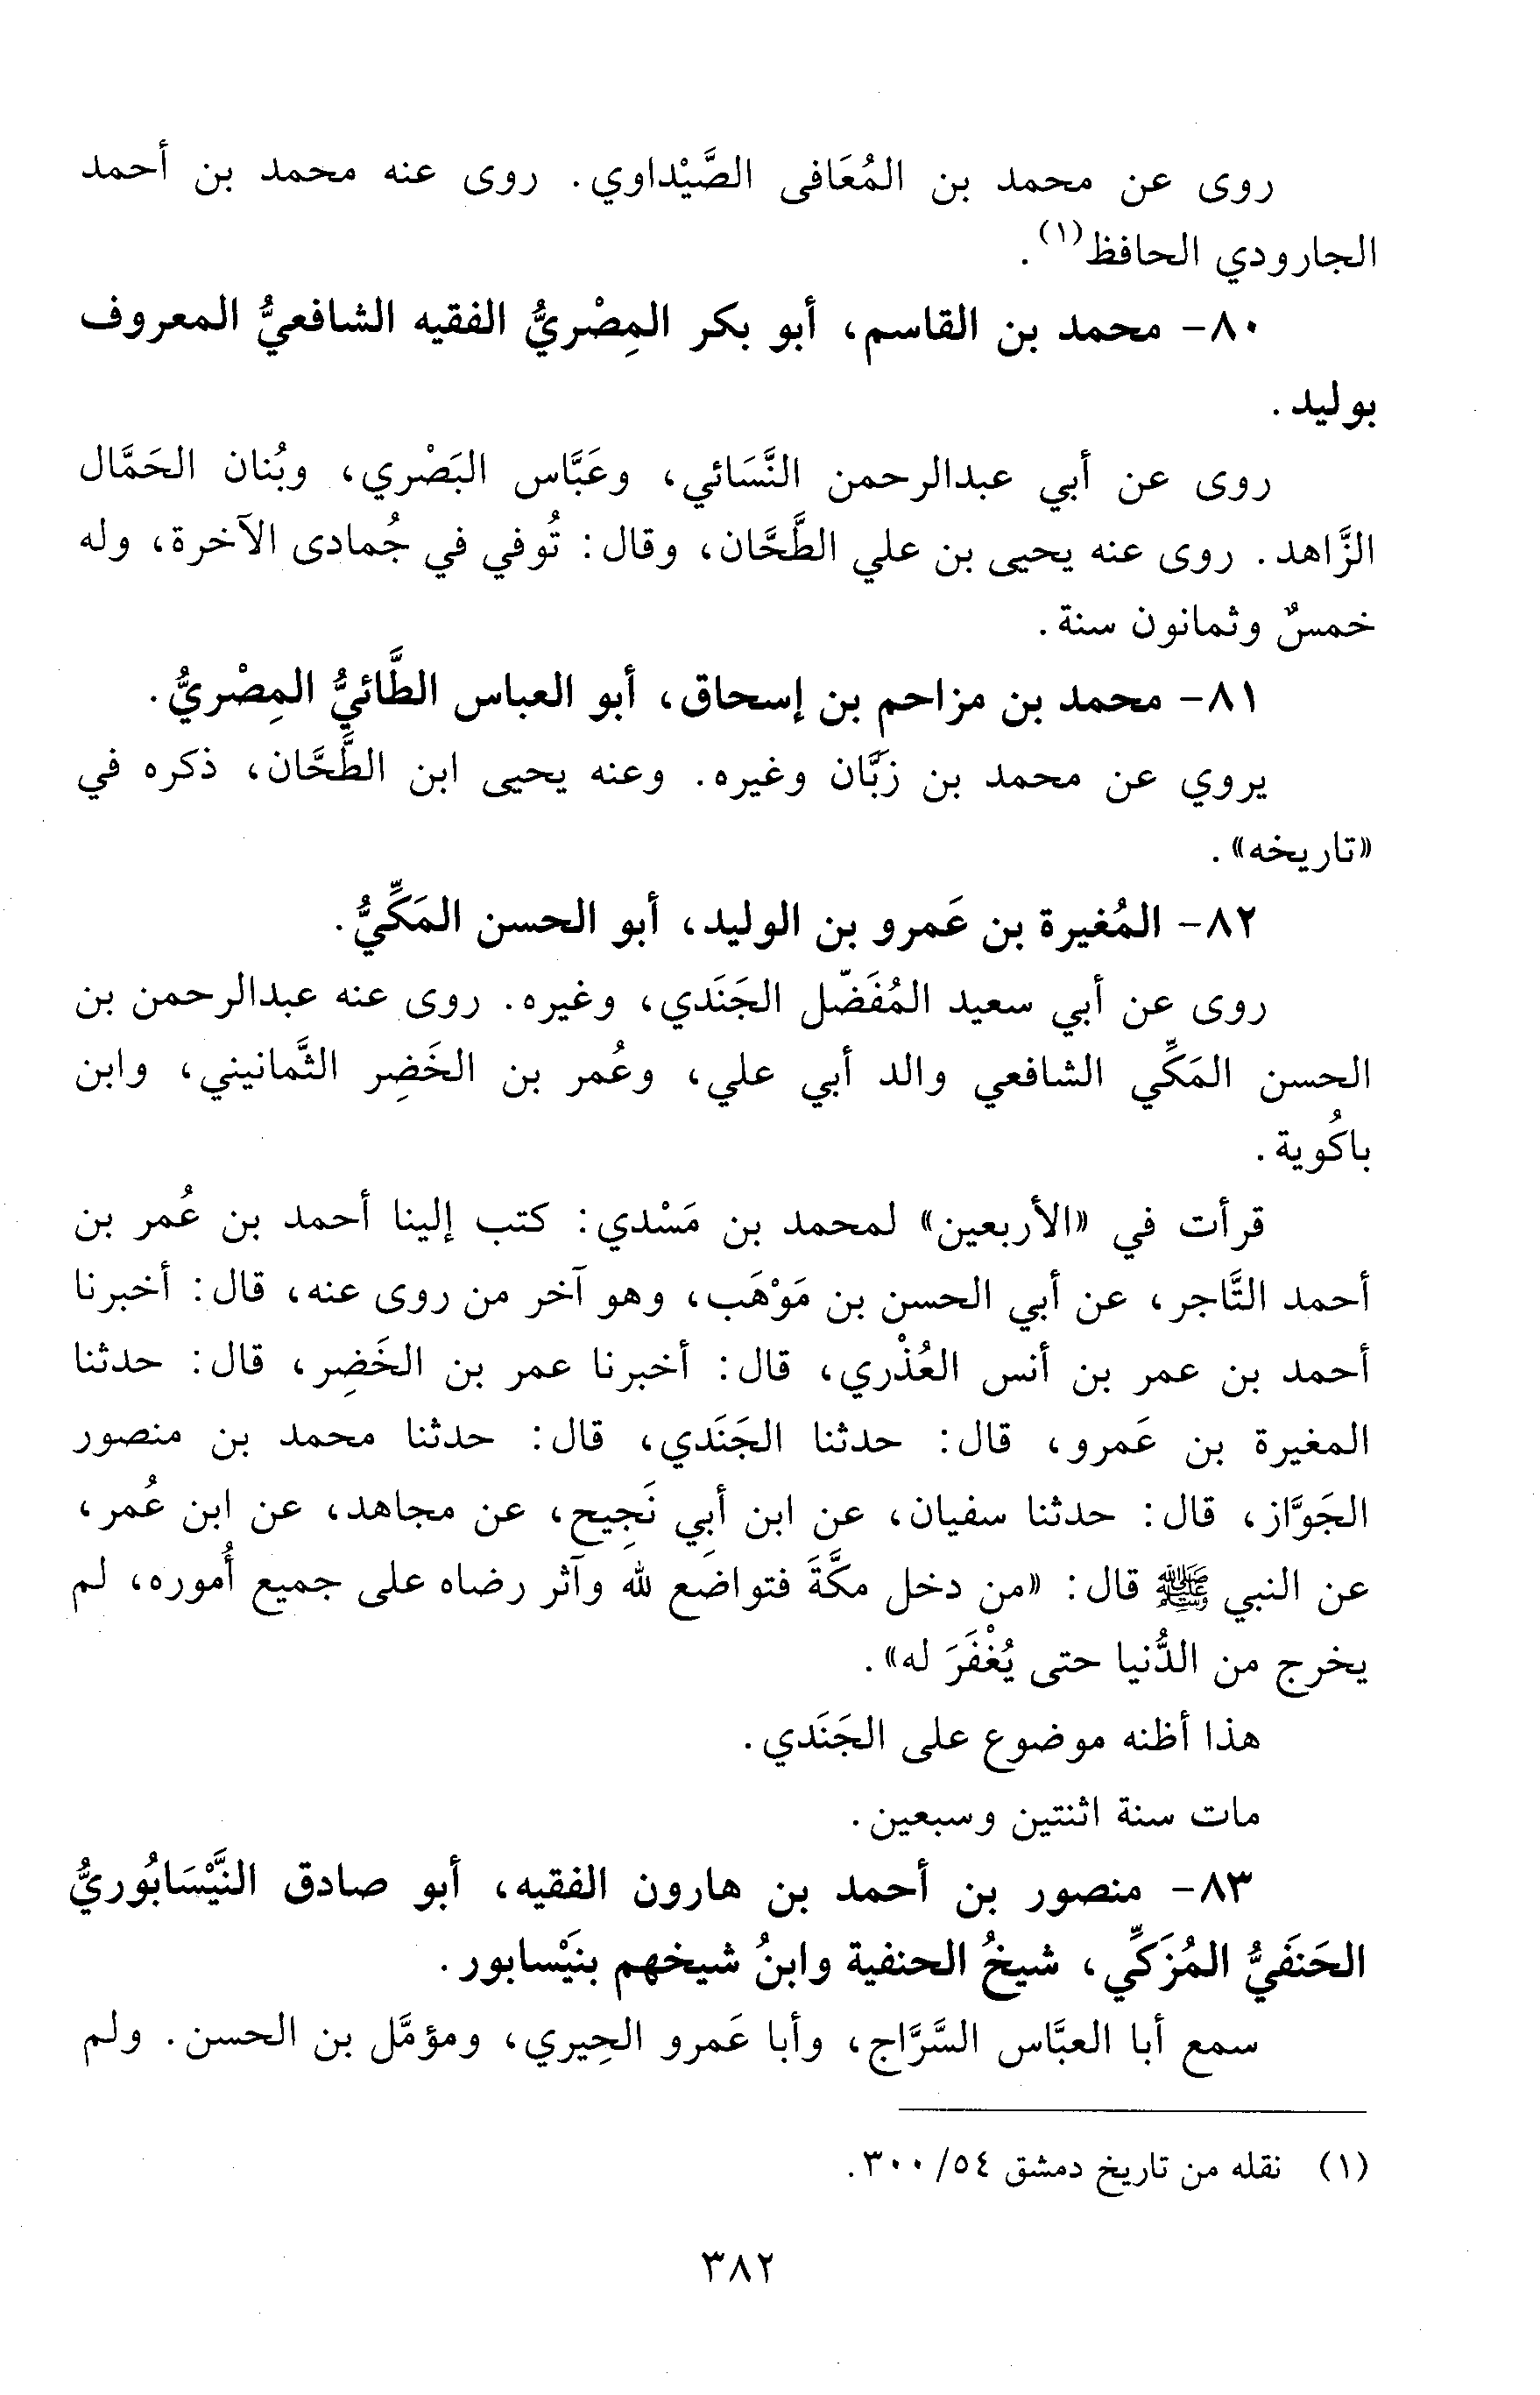 روى عن محمد بن المُعَافى الصَّيْداوي. روى عنه محمد بن أحمد
الجارودي الحافظ(١).
٨٠- محمد بن القاسم، أبو بكر المِصْريُّ الفقيه الشافعيُّ المعروف
بوليد.
روى عن أبي عبدالرحمن النَّسَائي، وعَبَّاس البَصْري، وبُنان الحَمَّال
الزَّاهد. روى عنه يحيى بن علي الطَّحَّان، وقال: تُوفي في جُمادى الآخرة، وله
خمسٌ وثمانون سنة.
٨١- محمد بن مزاحم بن إسحاق، أبو العباس الطَّائيُّ المِصْريُّ.
يروي عن محمد بن زَبَّان وغيره. وعنه يحيى ابن الطَّحَّان، ذكره في
«تاريخه».
٨٢- المُغيرة بن عَمرو بن الوليد، أبو الحسن المَكِّيُّ.
روى عن أبي سعيد المُفَضّل الجَنَدي، وغيره. روى عنه عبدالرحمن بن
الحسن المَكِّي الشافعي والد أبي علي، وعُمر بن الخَضِر الثَّمانيني، وابن
باكُوية.
قرأت في «الأربعين» لمحمد بن مَسْدي: كتب إلينا أحمد بن عُمر بن
أحمد التَّاجر، عن أبي الحسن بن مَوْهَب، وهو آخر من روى عنه، قال: أخبرنا
أحمد بن عمر بن أنس العُذْري، قال: أخبرنا عمر بن الخَضِر، قال: حدثنا
المغيرة بن عَمرو، قال: حدثنا الجَنَدي، قال: حدثنا محمد بن منصور
الجَوَّاز، قال: حدثنا سفيان، عن ابن أبِي نَجِيح، عن مجاهد، عن ابن عُمر،
عن النبي ﷺ قال: «من دخل مكَّةَ فتواضع لله وآثر رضاه على جميع أُموره، لم
يخرج من الدُّنيا حتى يُغْفَرَ له».
هذا أظنه موضوع على الجَنَدي.
مات سنة اثنتين وسبعين.
٨٣- منصور بن أحمد بن هارون الفقيه، أبو صادق النَّيْسَابُوريُّ
الحَنَفَيُّ المُزَكِّي، شيخُ الحنفية وابنُ شيخهم بنَيْسابور.
سمع أبا العبَّاس السَّرَّاج، وأبا عَمرو الحِيري، ومؤمَّل بن الحسن. ولم
(١) نقله من تاريخ دمشق ٥٤/ ٣٠٠.
٣٨٢